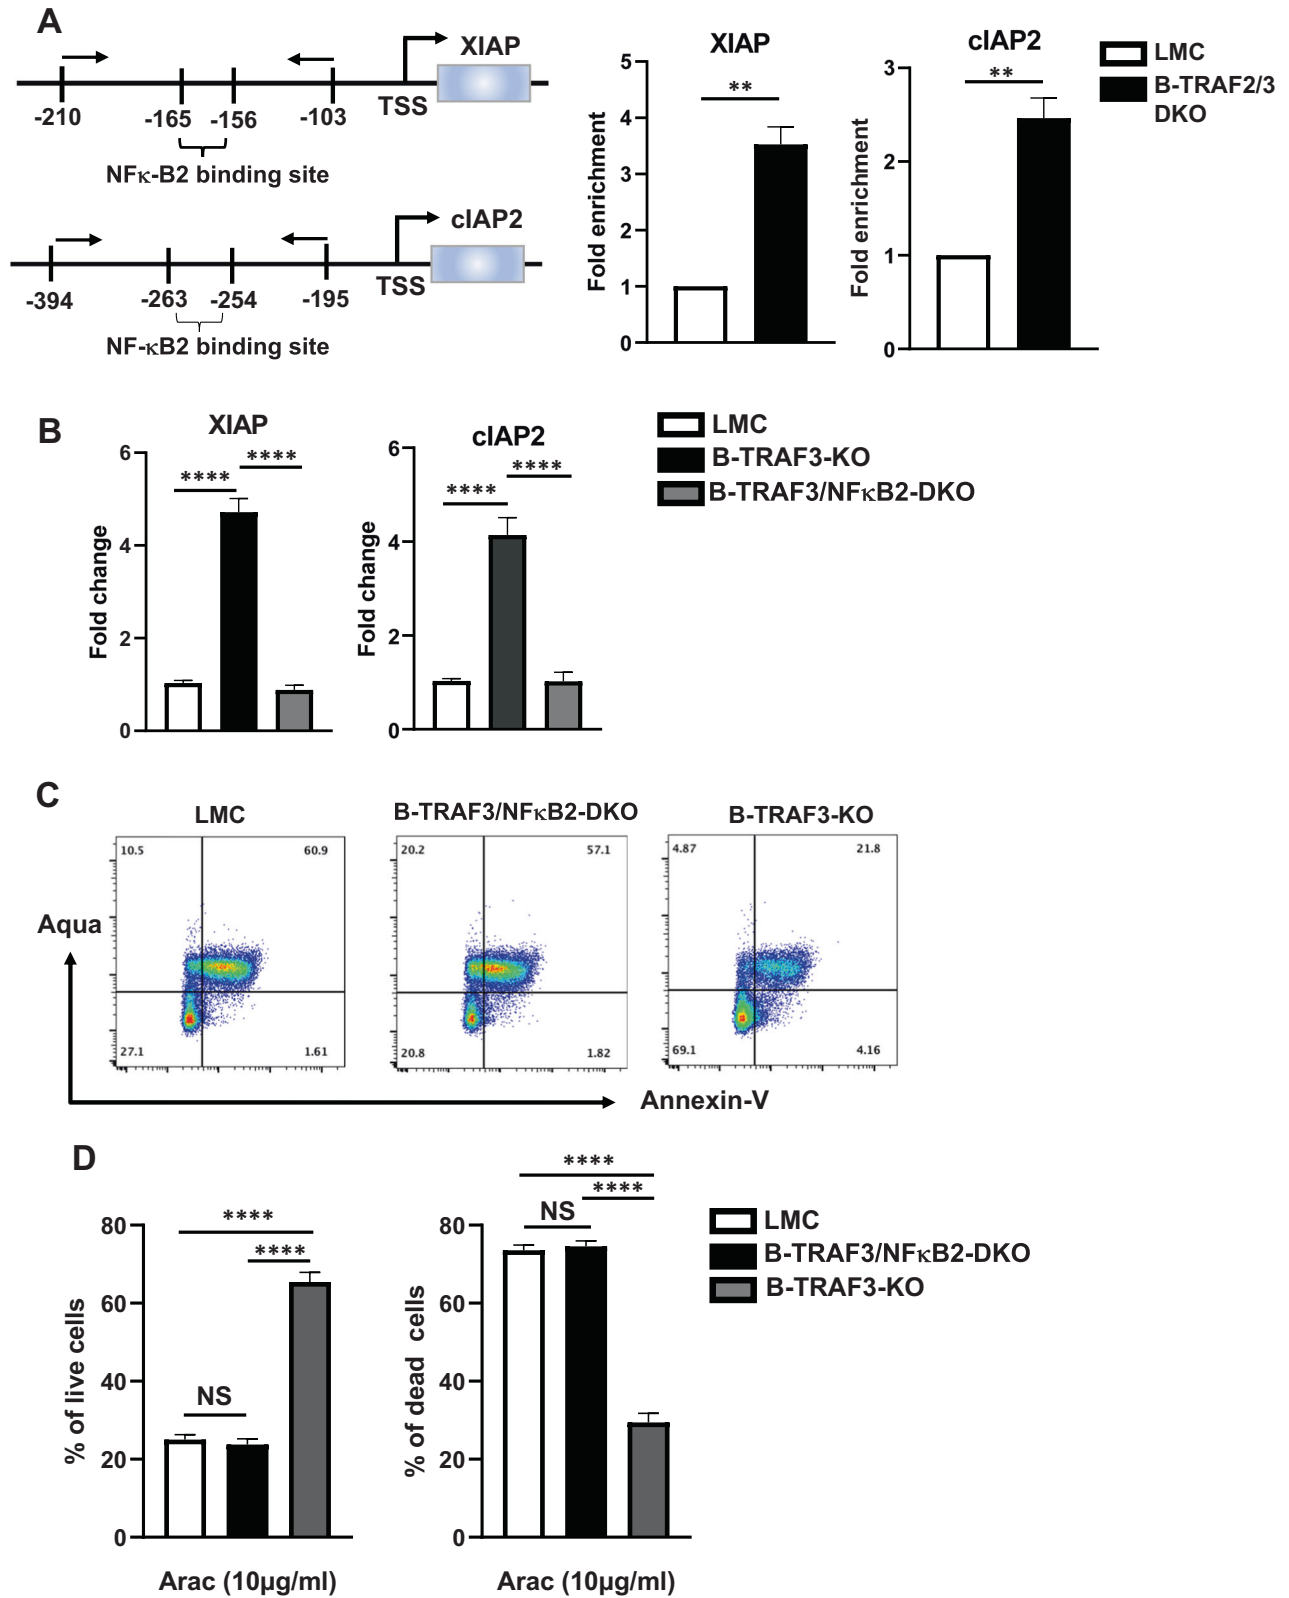 A
XIAP
-210
-165
-156
-103
TSS
NFκ-B2 binding site
cIAP2
-394
-263
-254
-195
TSS
NF-κB2 binding site
XIAP
Fold enrichment
5
4
3
2
1
0
**
cIAP2
Fold enrichment
3
2
1
0
**
LMC
B-TRAF2/3
DKO
B
XIAP
Fold change
6
4
2
0
****
****
cIAP2
Fold change
6
4
2
0
****
****
LMC
B-TRAF3-KO
B-TRAF3/NFκB2-DKO
C
LMC
10.5
60.9
27.1
1.61
B-TRAF3/NFκB2-DKO
20.2
57.1
20.8
1.82
B-TRAF3-KO
4.87
21.8
69.1
4.16
Aqua
Annexin-V
D
% of live cells
80
60
40
20
0
****
****
NS
Arac (10µg/ml)
% of dead cells
80
60
40
20
0
****
****
NS
Arac (10µg/ml)
LMC
B-TRAF3/NFκB2-DKO
B-TRAF3-KO